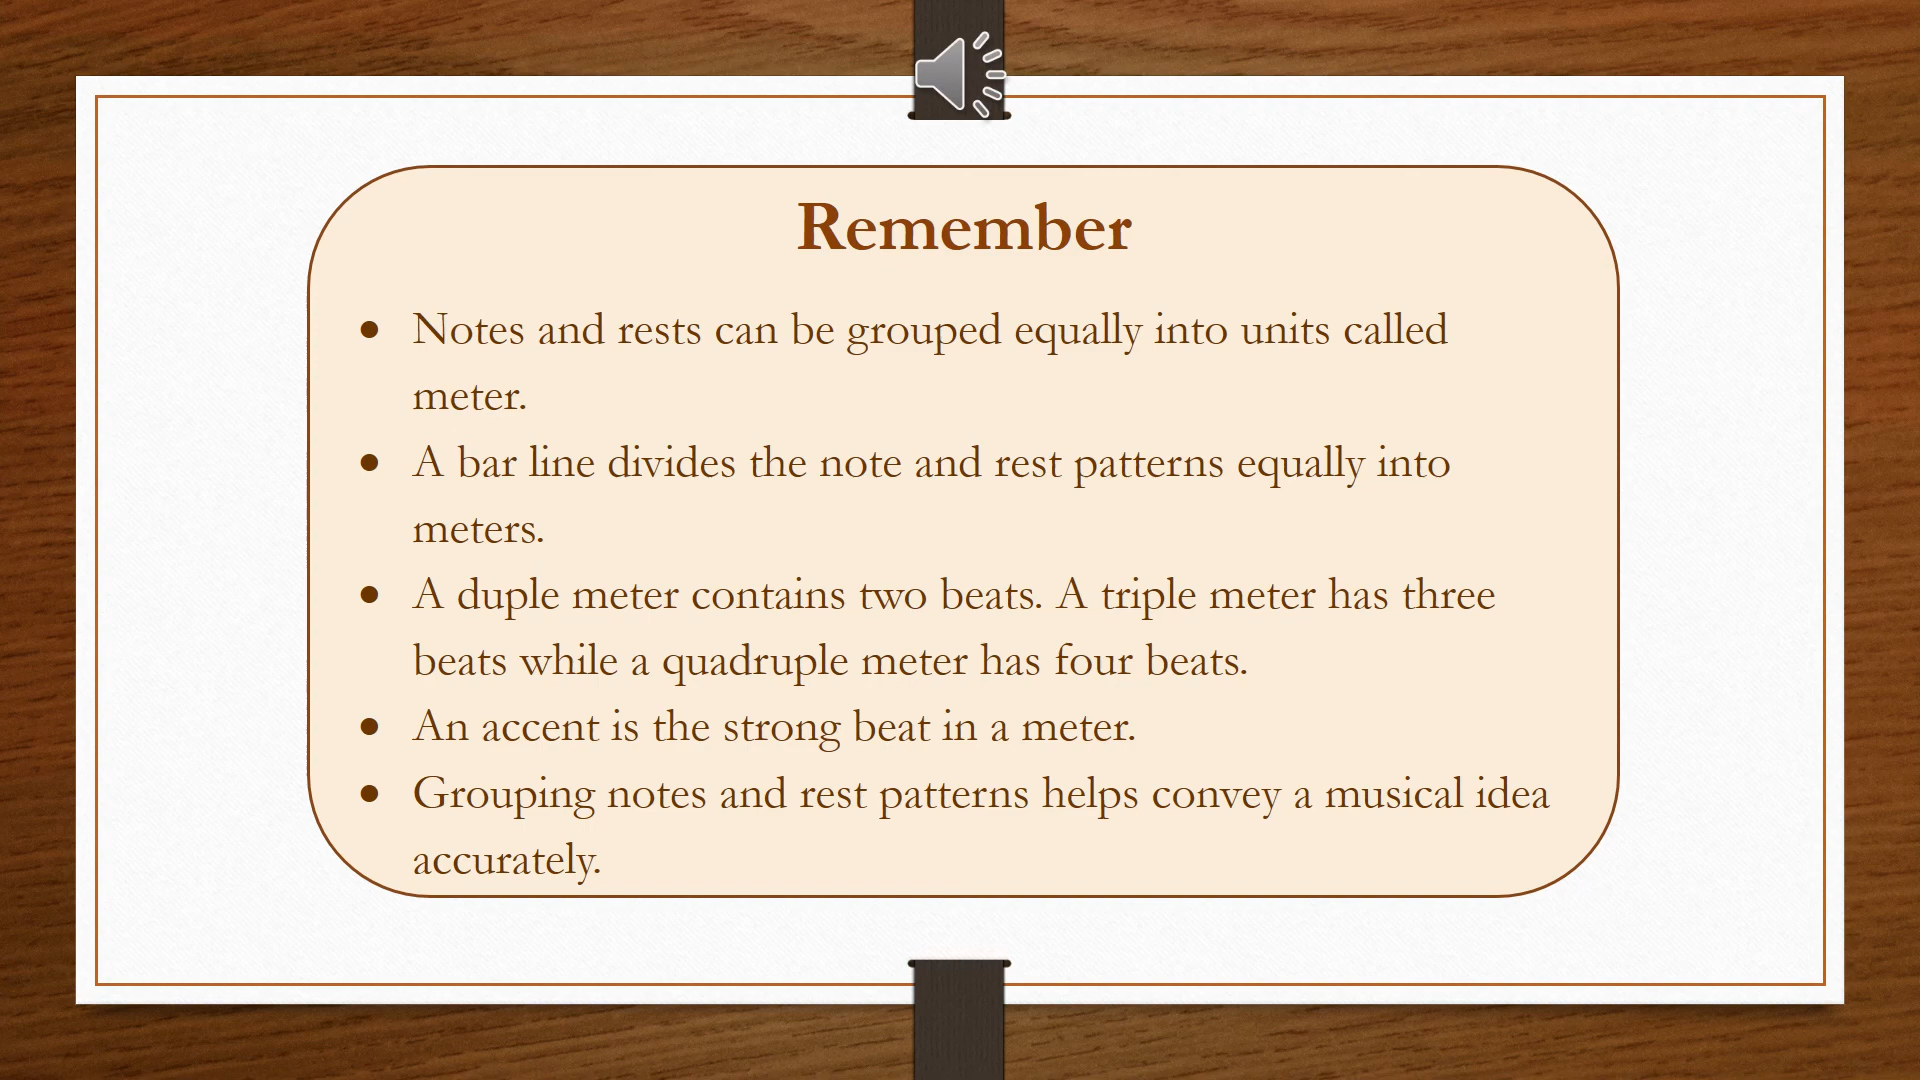 Remember
● Notes and rests can be grouped equally into units called
meter.
● A bar line divides the note and rest patterns equally into
meters.
● A duple meter contains two beats. A triple meter has three
beats while a quadruple meter has four beats.
● An accent is the strong beat in a meter.
● Grouping notes and rest patterns helps convey a musical idea
accurately.